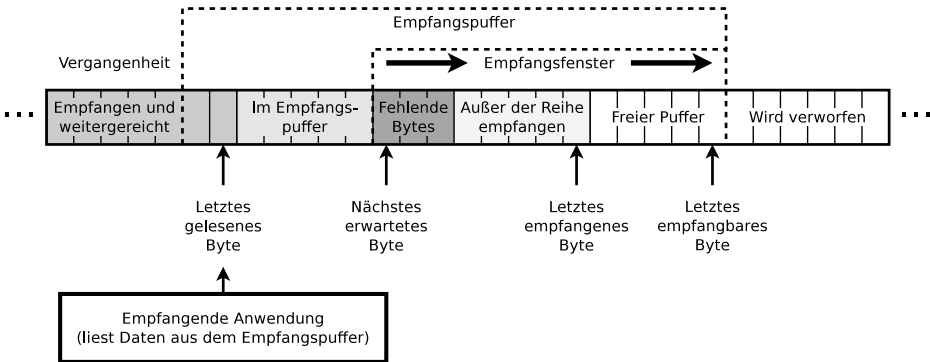 Empfangspuffer
Vergangenheit
Empfangsfenster
Empfangen und
weitergereicht
Im Empfangs-
puffer
Fehlende
Bytes
Außer der Reihe
empfangen
Freier Puffer
Wird verworfen
Letztes
gelesenes
Byte
Nächstes
erwartetes
Byte
Letztes
empfangenes
Byte
Letztes
empfangbares
Byte
Empfangende Anwendung
(liest Daten aus dem Empfangspuffer)